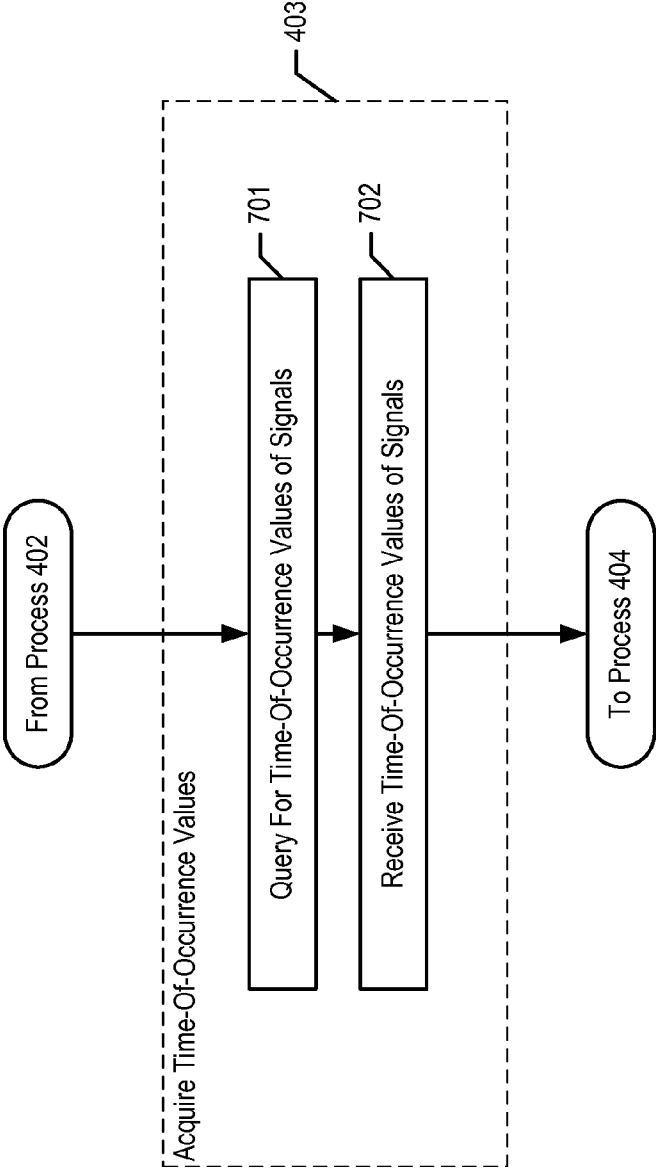 From Process 402
403
Acquire Time-Of-Occurrence Values
701
Query For Time-Of-Occurrence Values of Signals
702
Receive Time-Of-Occurrence Values of Signals
To Process 404